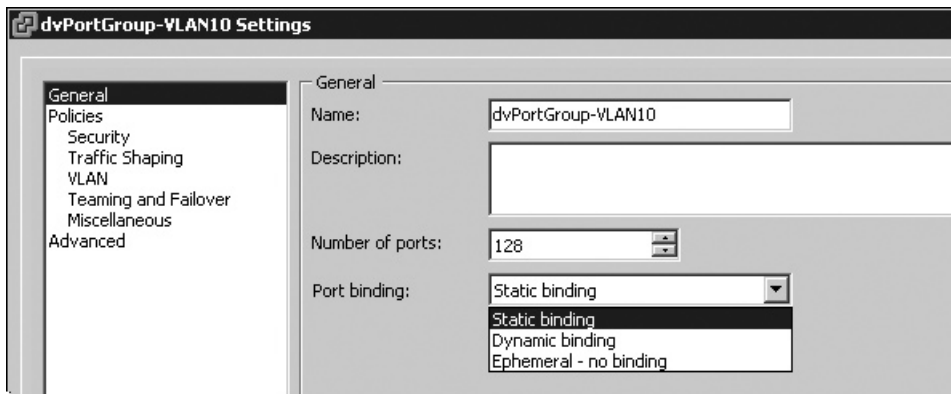 dvPortGroup-VLAN10 Settings
General
Policies
Security
Traffic Shaping
VLAN
Teaming and Failover
Miscellaneous
Advanced
General
Name:
dvPortGroup-VLAN10
Description:
Number of ports:
128
Port binding:
Static binding
Static binding
Dynamic binding
Ephemeral - no binding